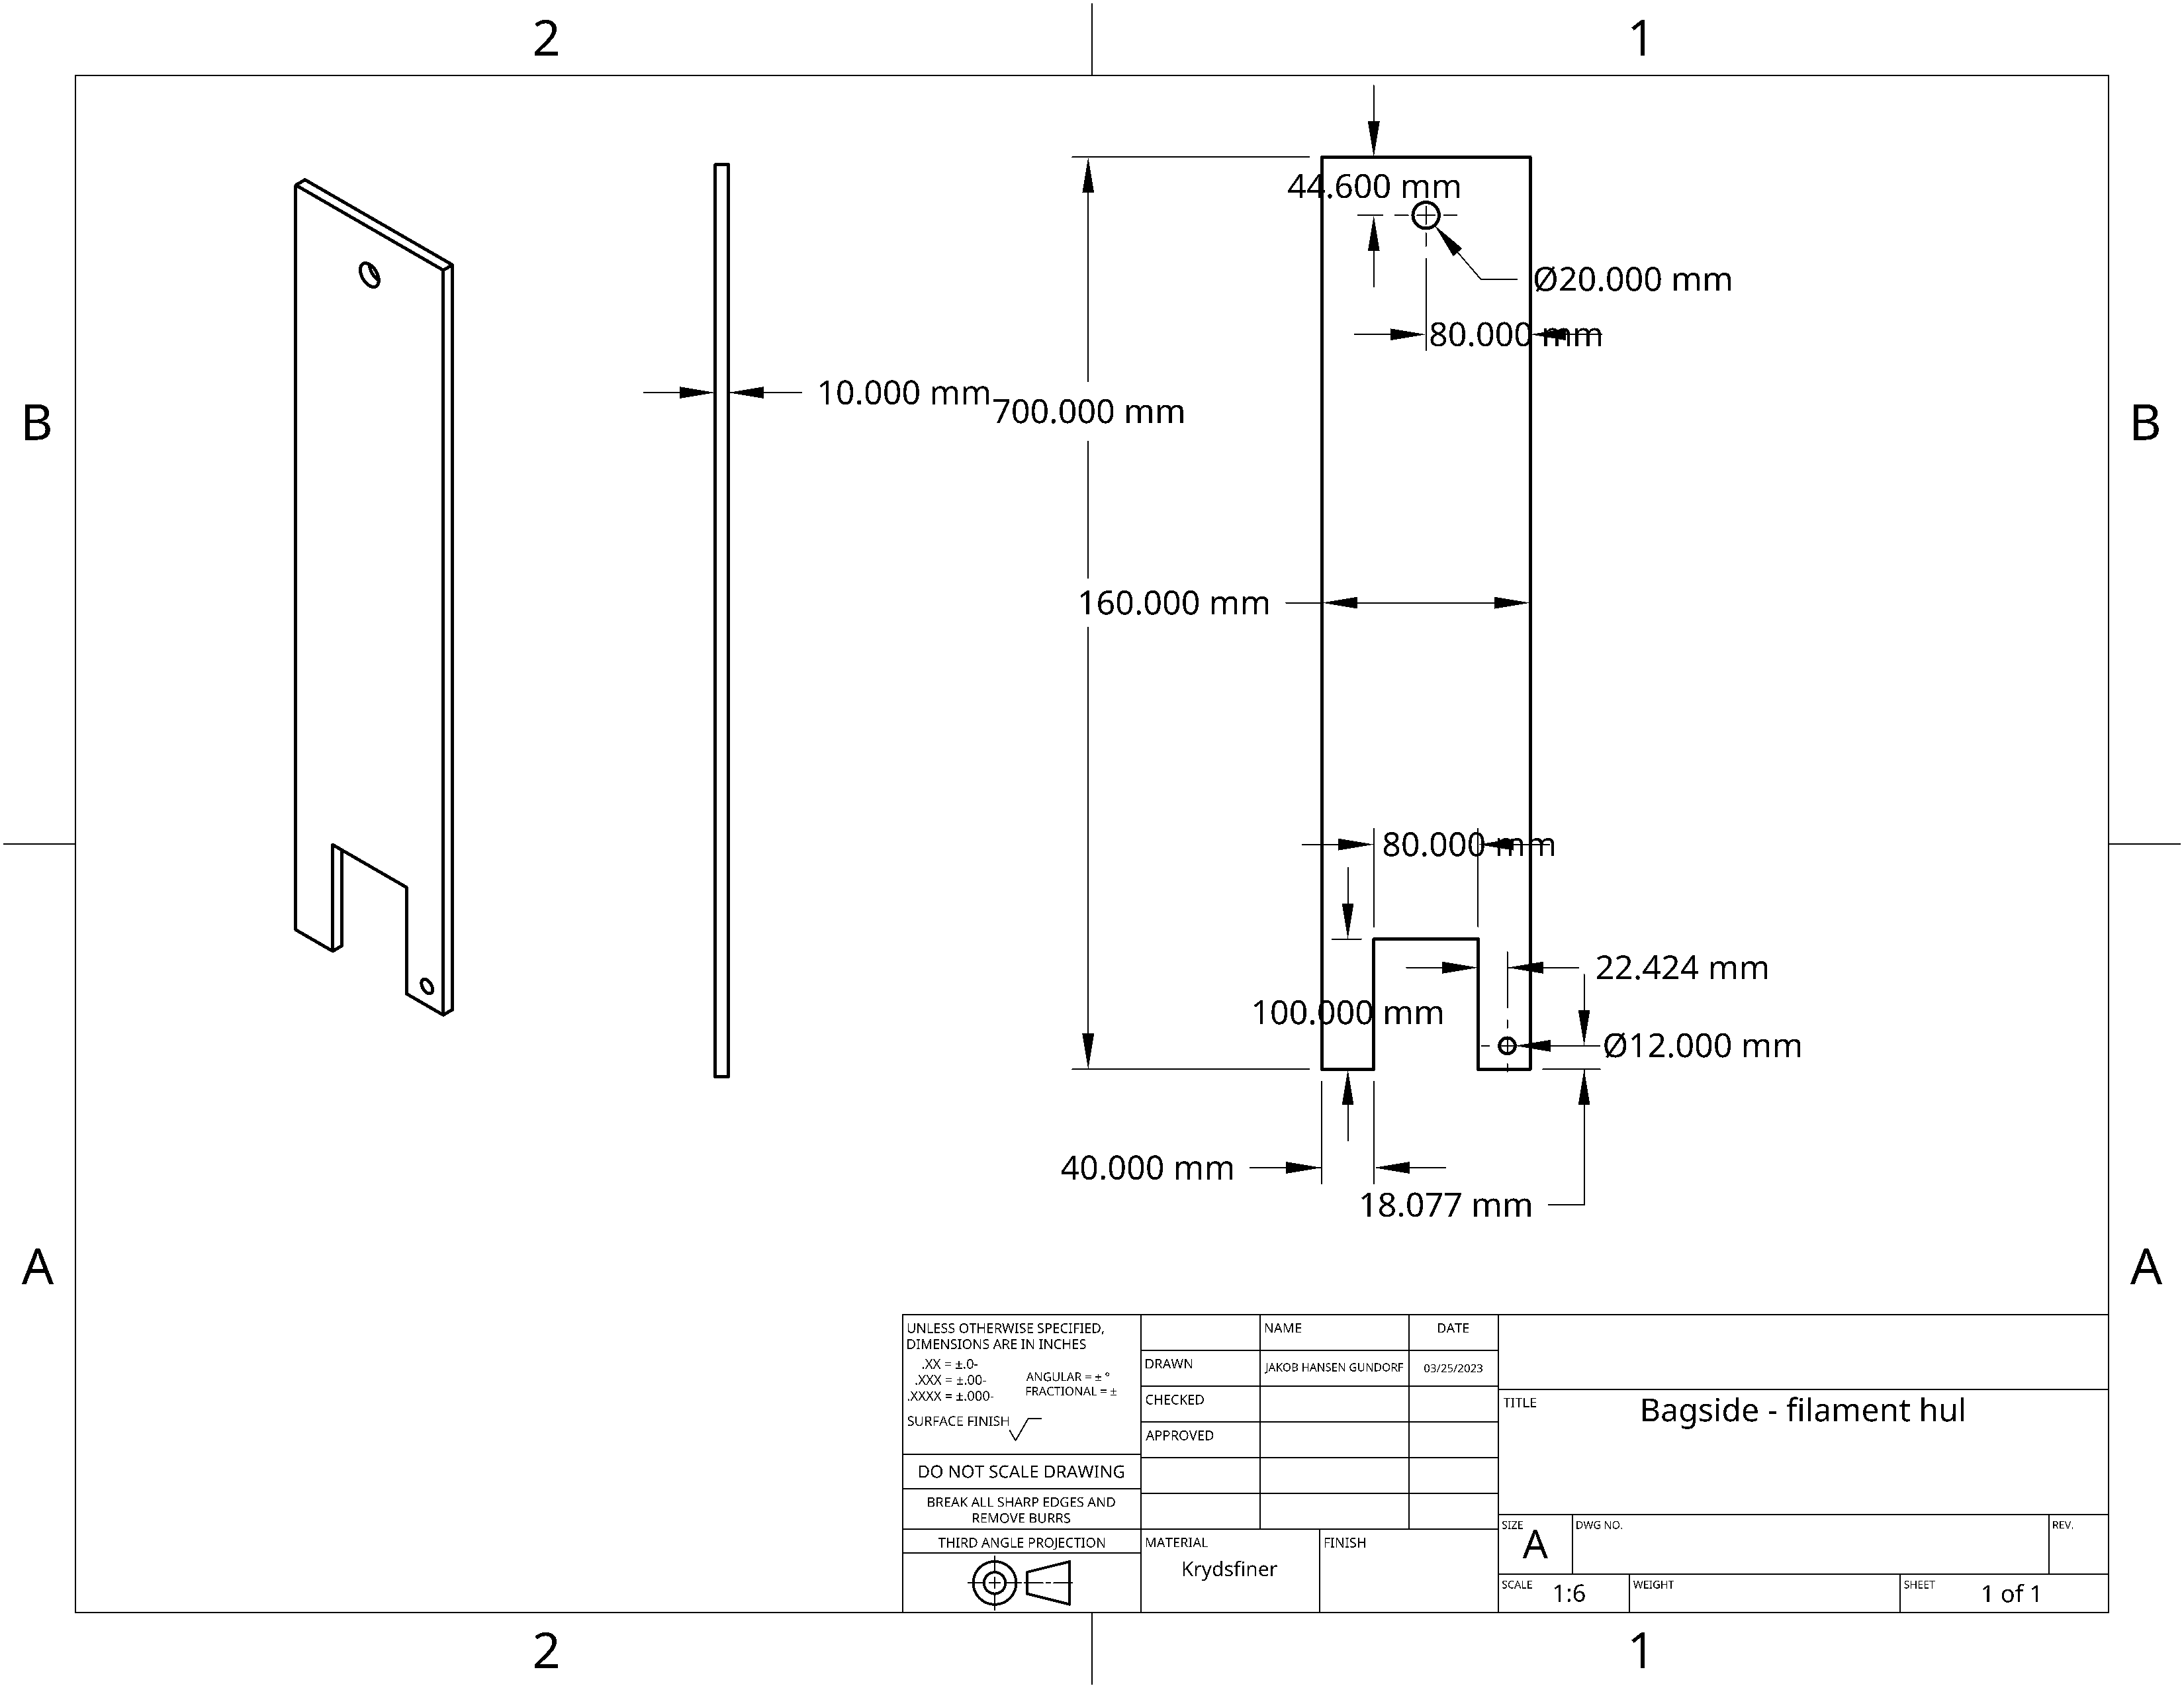 2
1
44.600 mm
Ø20.000 mm
80.000 mm
10.000 mm
700.000 mm
B
B
160.000 mm
80.000 mm
22.424 mm
100.000 mm
Ø12.000 mm
40.000 mm
18.077 mm
A
A
UNLESS OTHERWISE SPECIFIED,
DIMENSIONS ARE IN INCHES
.XX = ±.0-
.XXX = ±.00-
.XXXX = ±.000-
ANGULAR = ± °
FRACTIONAL = ±
SURFACE FINISH
DO NOT SCALE DRAWING
BREAK ALL SHARP EDGES AND
REMOVE BURRS
THIRD ANGLE PROJECTION
NAME
DATE
DRAWN
JAKOB HANSEN GUNDORF
03/25/2023
CHECKED
APPROVED
MATERIAL
Krydsfiner
FINISH
TITLE
Bagside - filament hul
SIZE
A
DWG NO.
REV.
SCALE
1:6
WEIGHT
SHEET
1 of 1
2
1